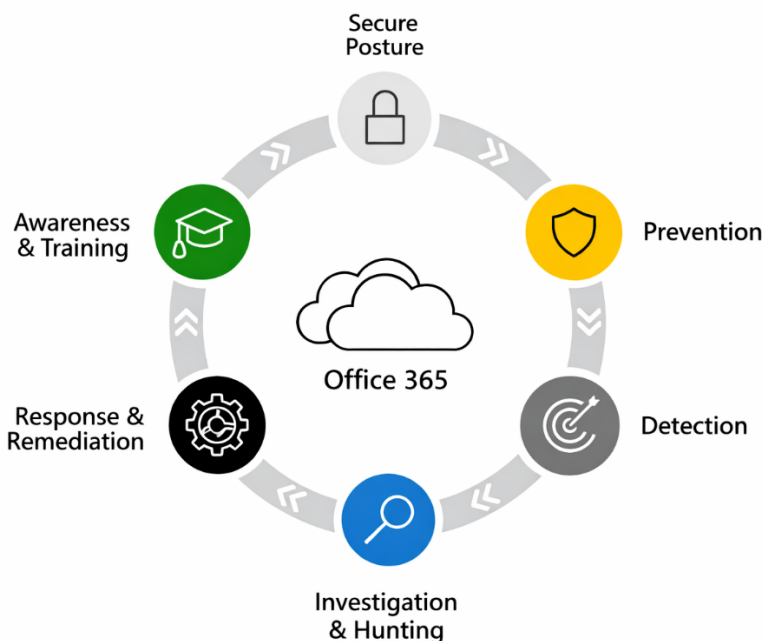 Secure
Posture
Prevention
Detection
Investigation
& Hunting
Response &
Remediation
Awareness
& Training
Office 365